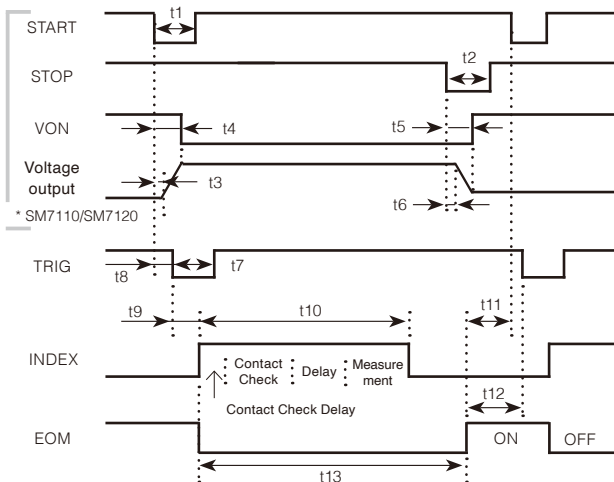 t1
START
t2
STOP
VON
t4
t5
Voltage
output
t3
t6
* SM7110/SM7120
TRIG
t8
t7
t9
t10
t11
INDEX
Contact
Check
Delay
Measure
ment
t12
Contact Check Delay
EOM
ON
OFF
t13